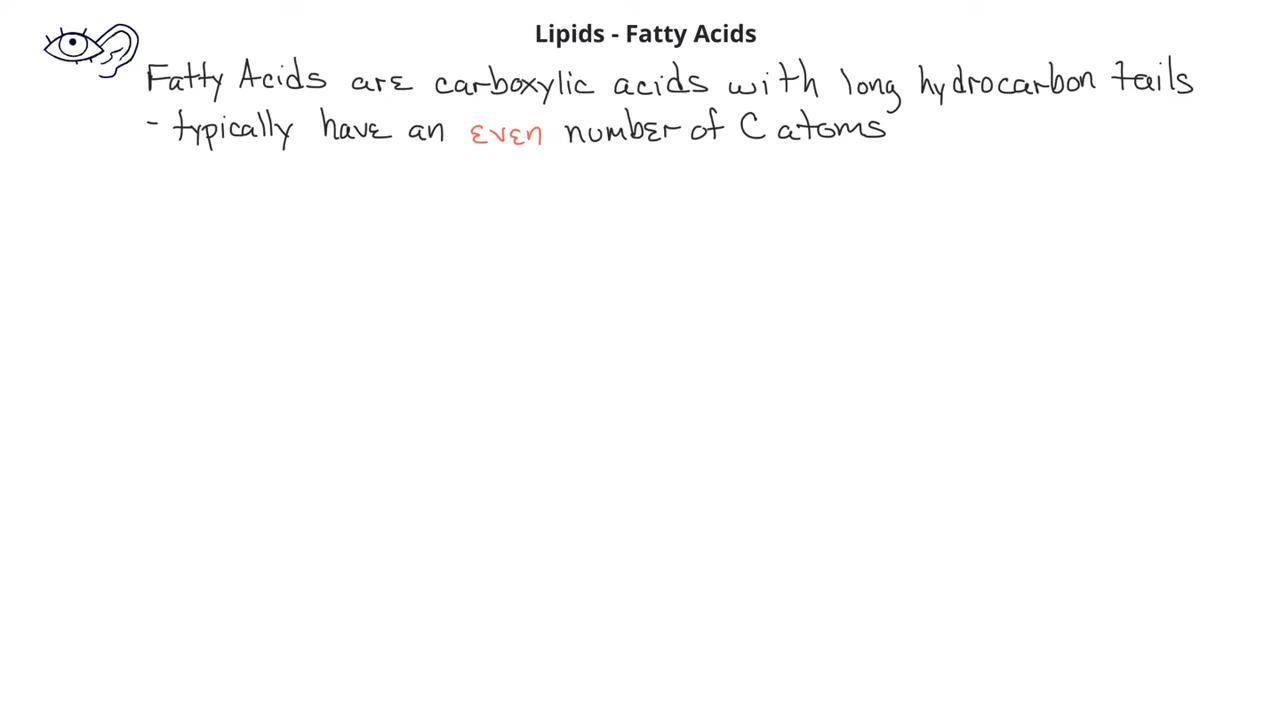 Lipids - Fatty Acids
Fatty Acids are carboxylic acids with long hydrocarbon tails
- typically have an even number of C atoms